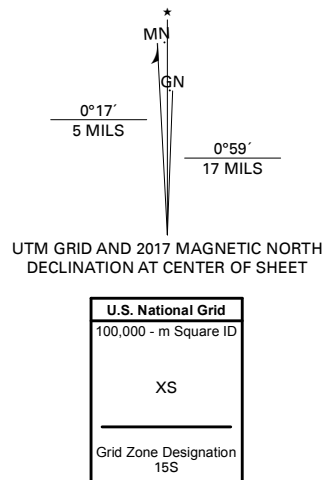 ★
MN
GN
0°17´
5 MILS
0°59´
17 MILS
UTM GRID AND 2017 MAGNETIC NORTH
DECLINATION AT CENTER OF SHEET
U.S. National Grid
100,000 - m Square ID
XS
Grid Zone Designation
15S